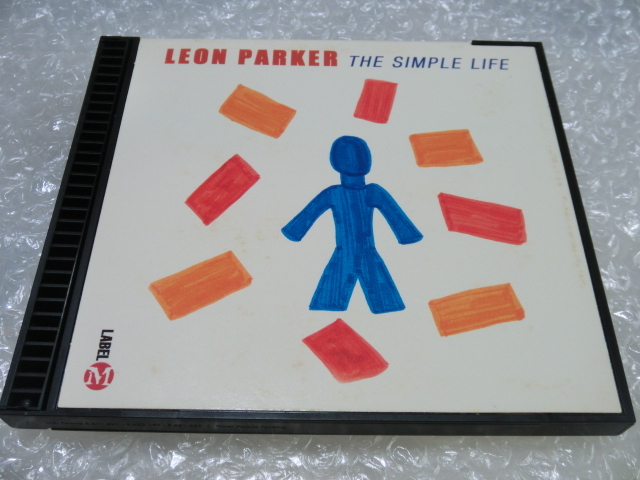 LEON PARKER THE SIMPLE LIFE
LABEL
M